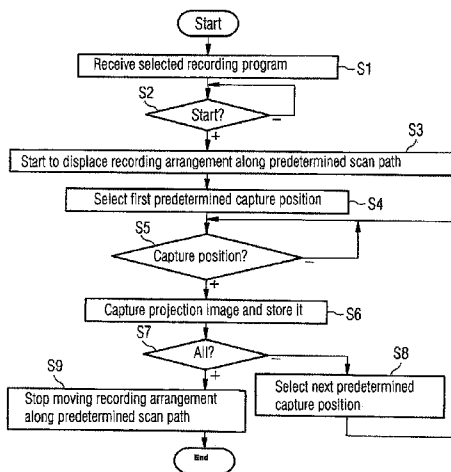 Start
Receive selected recording program
S1
S2
Start?
+
–
S3
Start to displace recording arrangement along predetermined scan path
Select first predetermined capture position
S4
S5
Capture position?
–
+
Capture projection image and store it
S6
S7
All?
–
+
S8
S9
Stop moving recording arrangement
along predetermined scan path
Select next predetermined
capture position
End